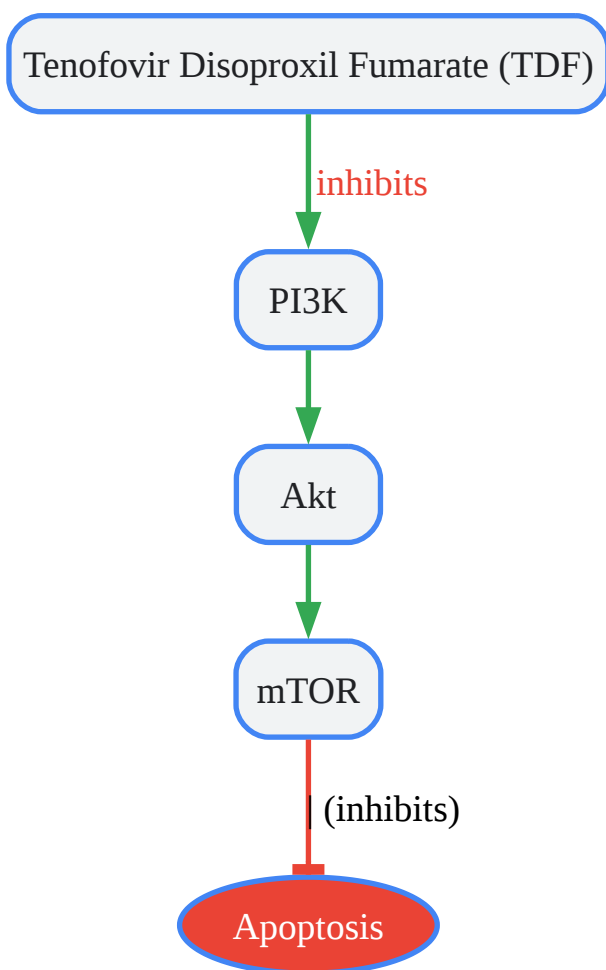 Tenofovir Disoproxil Fumarate (TDF)
inhibits
PI3K
Akt
mTOR
| (inhibits)
Apoptosis